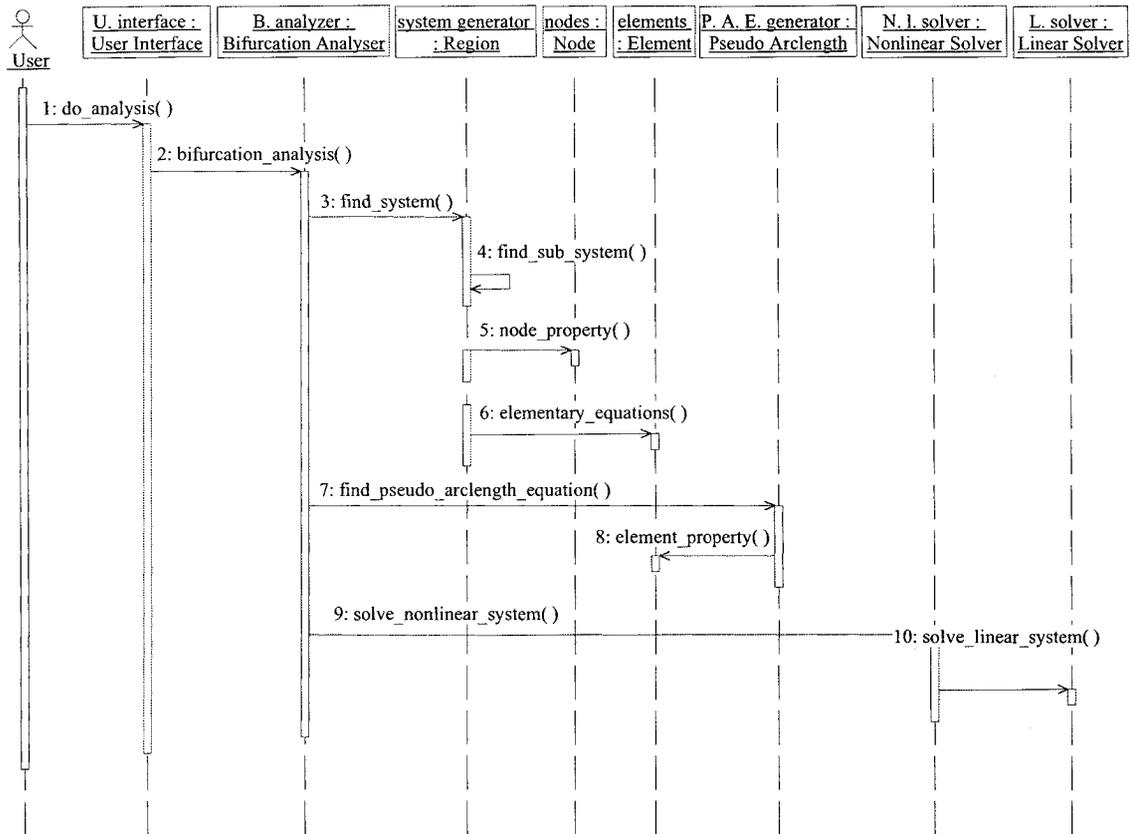 User
U. interface :
User Interface
B. analyzer :
Bifurcation Analyser
system generator
: Region
nodes :
Node
elements
: Element
P. A. E. generator :
Pseudo Arclength
N. l. solver :
Nonlinear Solver
L. solver :
Linear Solver
1: do_analysis( )
2: bifurcation_analysis( )
3: find_system( )
4: find_sub_system( )
5: node_property( )
6: elementary_equations( )
7: find_pseudo_arclength_equation( )
8: element_property( )
9: solve_nonlinear_system( )
10: solve_linear_system( )